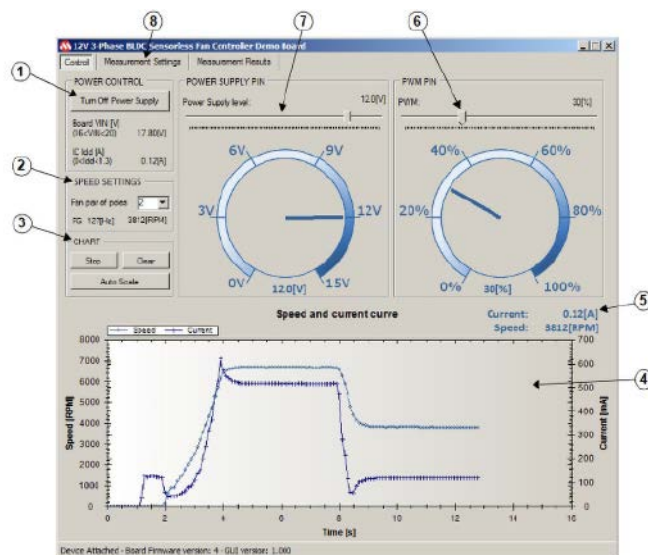 8
7
6
12V 3-Phase BLDC Sensorless Fan Controller Demo Board
Control Measurement Settings Measurement Results
1
POWER CONTROL
Turn Off Power Supply
Board VIN [V]
(16<VIN<20) 17.80[V]
IC Idd [A]
(0<Idd<1.3) 0.12[A]
2
SPEED SETTINGS
Fan pair of poles 2
FG 127[Hz] 3812[RPM]
3
CHART
Stop Clear
Auto Scale
POWER SUPPLY PIN
Power Supply level: 12.0[V]
0V
3V
6V
9V
12V
15V
12.0[V]
PWM PIN
PWM: 30[%]
0%
20%
40%
60%
80%
100%
30[%]
Speed and current curve
Current: 0.12[A]
Speed: 3812[RPM]
5
4
Speed Current
Speed [RPM]
8000
7000
6000
5000
4000
3000
2000
1000
0
Current [mA]
700
600
500
400
300
200
100
0
0 2 4 6 8 10 12 14 16
Time [s]
Device Attached - Board Firmware version: 4 - GUI version: 1.000